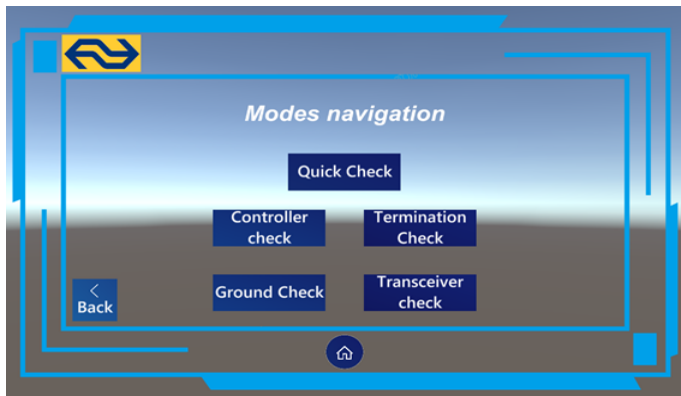 Modes navigation
Quick Check
Controller
check
Termination
Check
Ground Check
Transceiver
check
Back